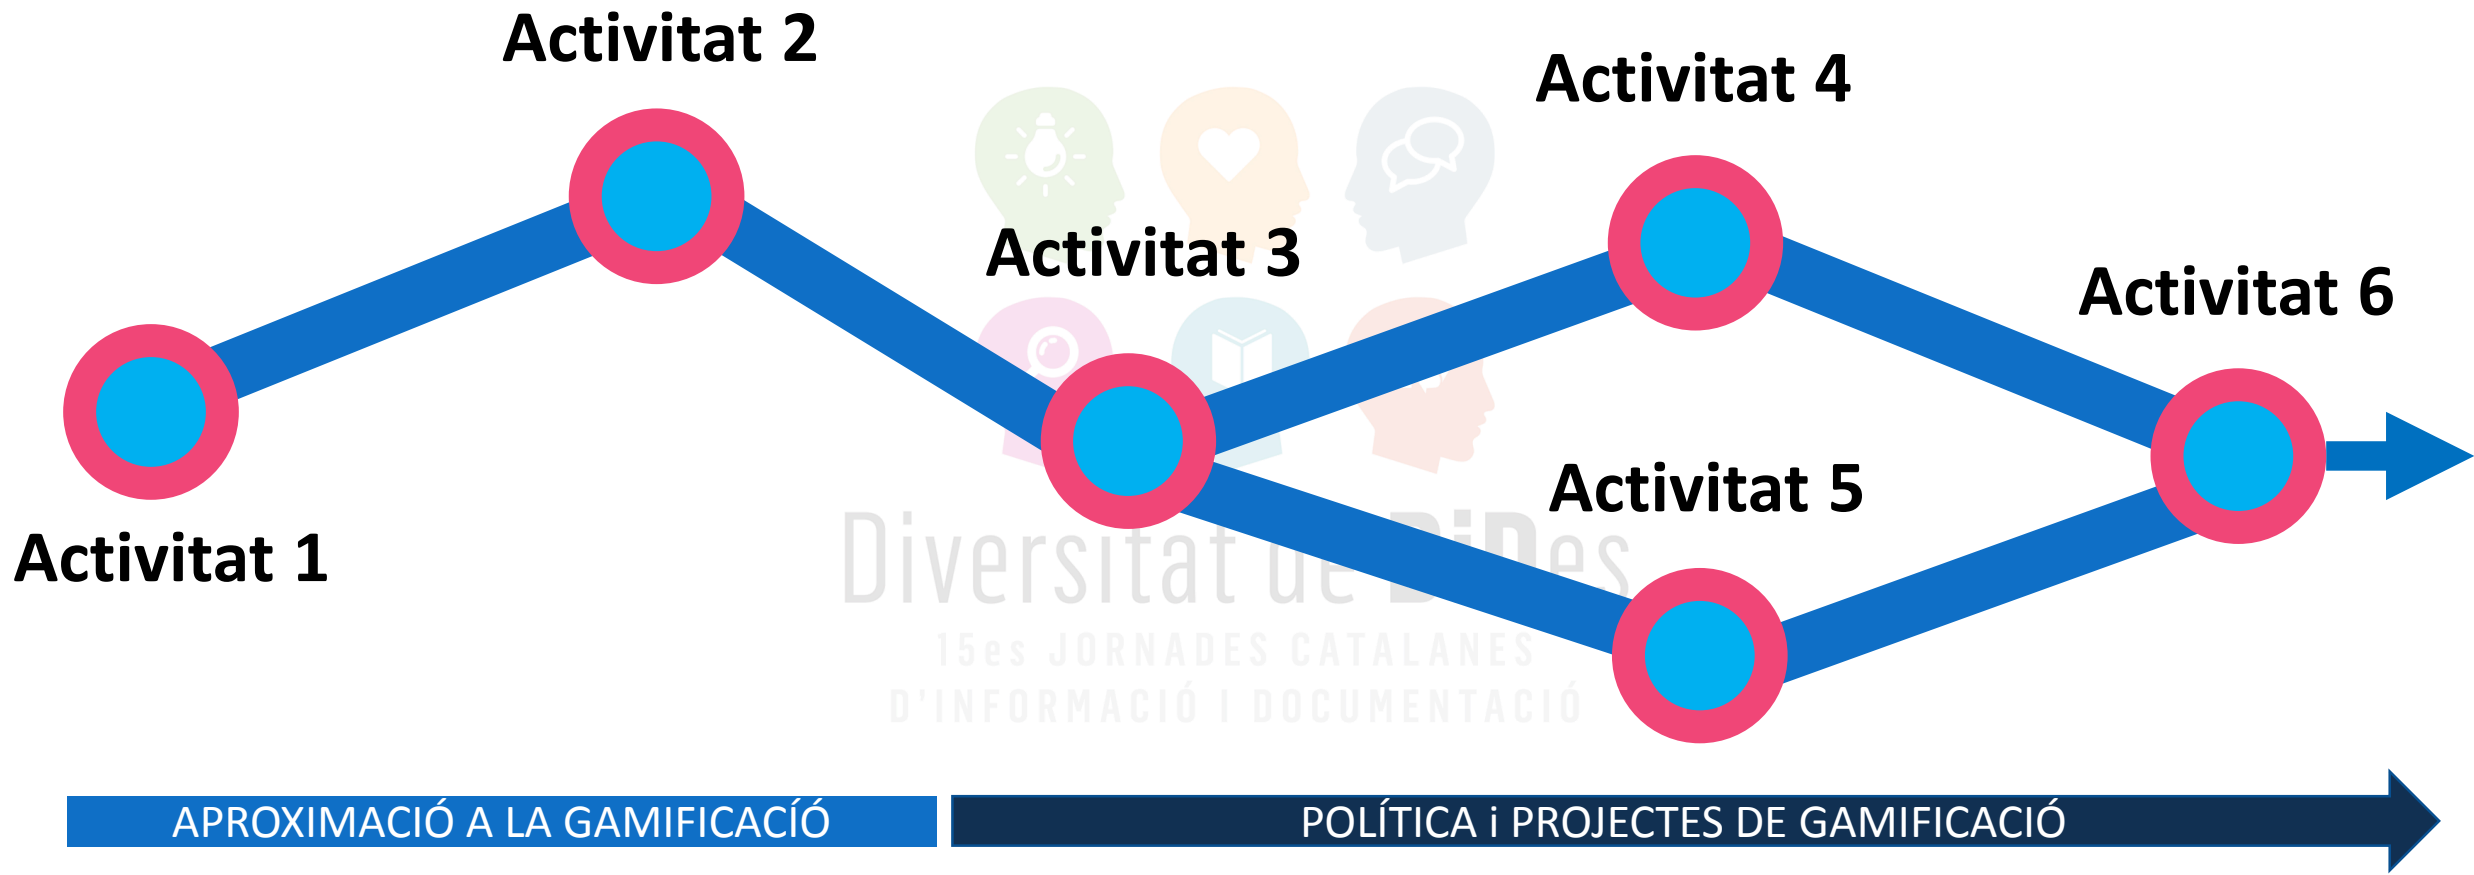 Activitat 2
Activitat 4
Activitat 3
Activitat 6
Activitat 5
Activitat 1
Diversitat de BiDes
15es JORNADES CATALANES
D'INFORMACIÓ I DOCUMENTACIÓ
APROXIMACIÓ A LA GAMIFICACÍÓ
POLÍTICA i PROJECTES DE GAMIFICACIÓ